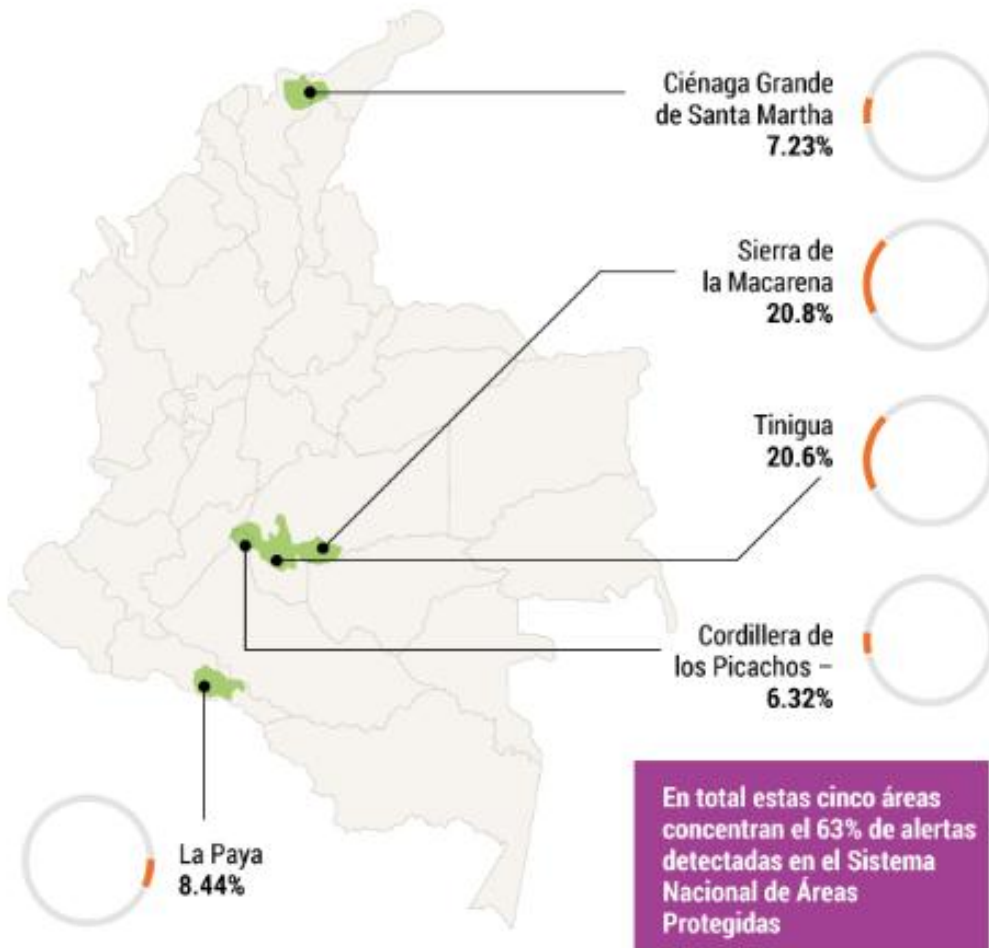 Ciénaga Grande
de Santa Martha
7.23%
Sierra de
la Macarena
20.8%
Tinigua
20.6%
Cordillera de
los Picachos –
6.32%
La Paya
8.44%
En total estas cinco áreas
concentran el 63% de alertas
detectadas en el Sistema
Nacional de Áreas
Protegidas